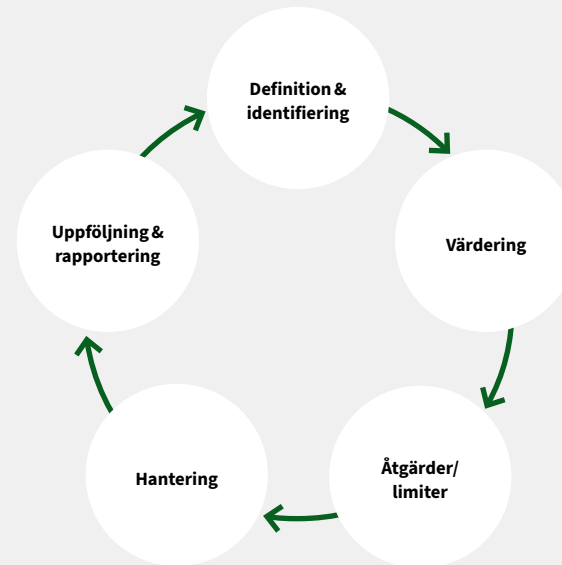 Definition &
identifiering
Värdering
Åtgärder/
limiter
Hantering
Uppföljning &
rapportering